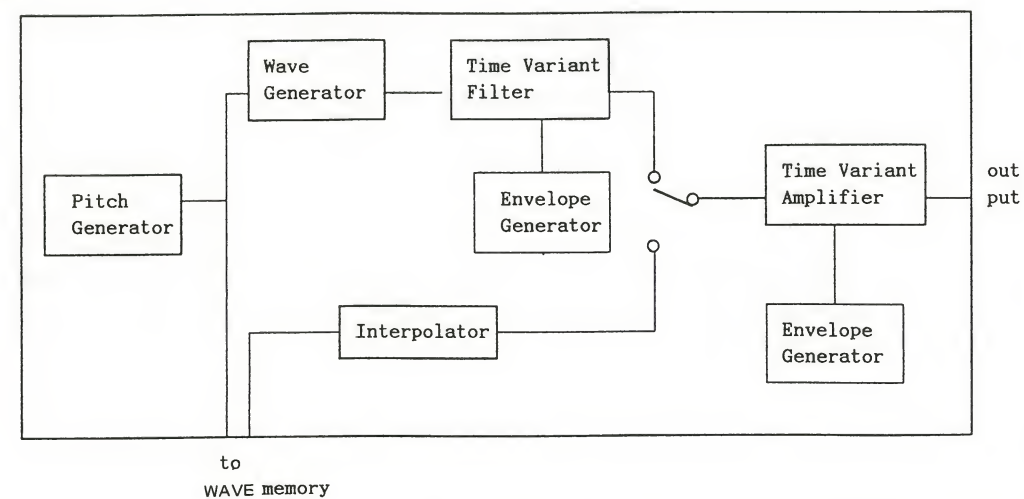 Wave
Generator
Time Variant
Filter
Pitch
Generator
Envelope
Generator
Time Variant
Amplifier
out
put
Interpolator
Envelope
Generator
to
WAVE memory